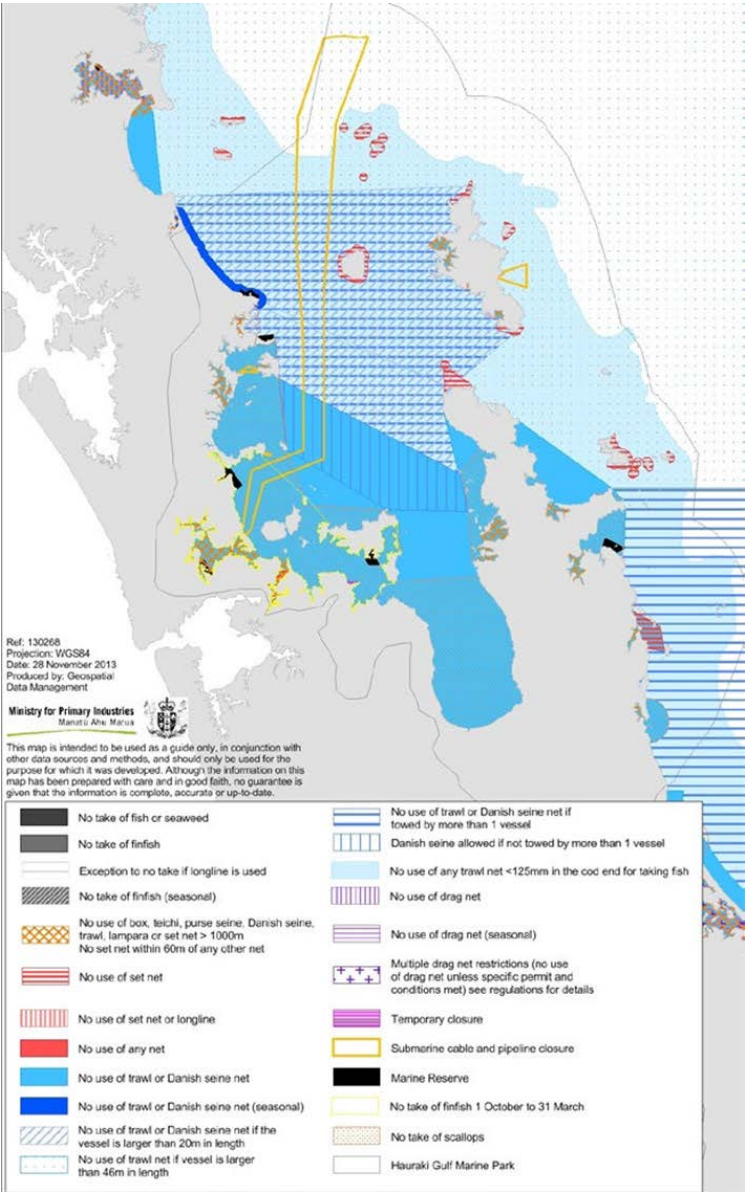 Ref: 130268
Projection: WGS84
Date: 28 November 2013
Produced by: Geospatial
Data Management
Ministry for Primary Industries
Manatū Ahu Matua
This map is intended to be used as a guide only, in conjunction with
other data sources and methods, and should only be used for the
purpose for which it was developed. Although the information on this
map has been prepared with care and in good faith, no guarantee is
given that the information is complete, accurate or up-to-date.
No take of fish or seaweed
No take of finfish
Exception to no take if longline is used
No take of finfish (seasonal)
No use of box, teichi, purse seine, Danish seine,
trawl, lampara or set net > 1000m
No set net within 60m of any other net
No use of set net
No use of set net or longline
No use of any net
No use of trawl or Danish seine net
No use of trawl or Danish seine net (seasonal)
No use of trawl or Danish seine net if the
vessel is larger than 20m in length
No use of trawl net if vessel is larger
than 46m in length
No use of trawl or Danish seine net if
towed by more than 1 vessel
Danish seine allowed if not towed by more than 1 vessel
No use of any trawl net <125mm in the cod end for taking fish
No use of drag net
No use of drag net (seasonal)
Multiple drag net restrictions (no use
of drag net unless specific permit and
conditions met) see regulations for details
Temporary closure
Submarine cable and pipeline closure
Marine Reserve
No take of finfish 1 October to 31 March
No take of scallops
Hauraki Gulf Marine Park